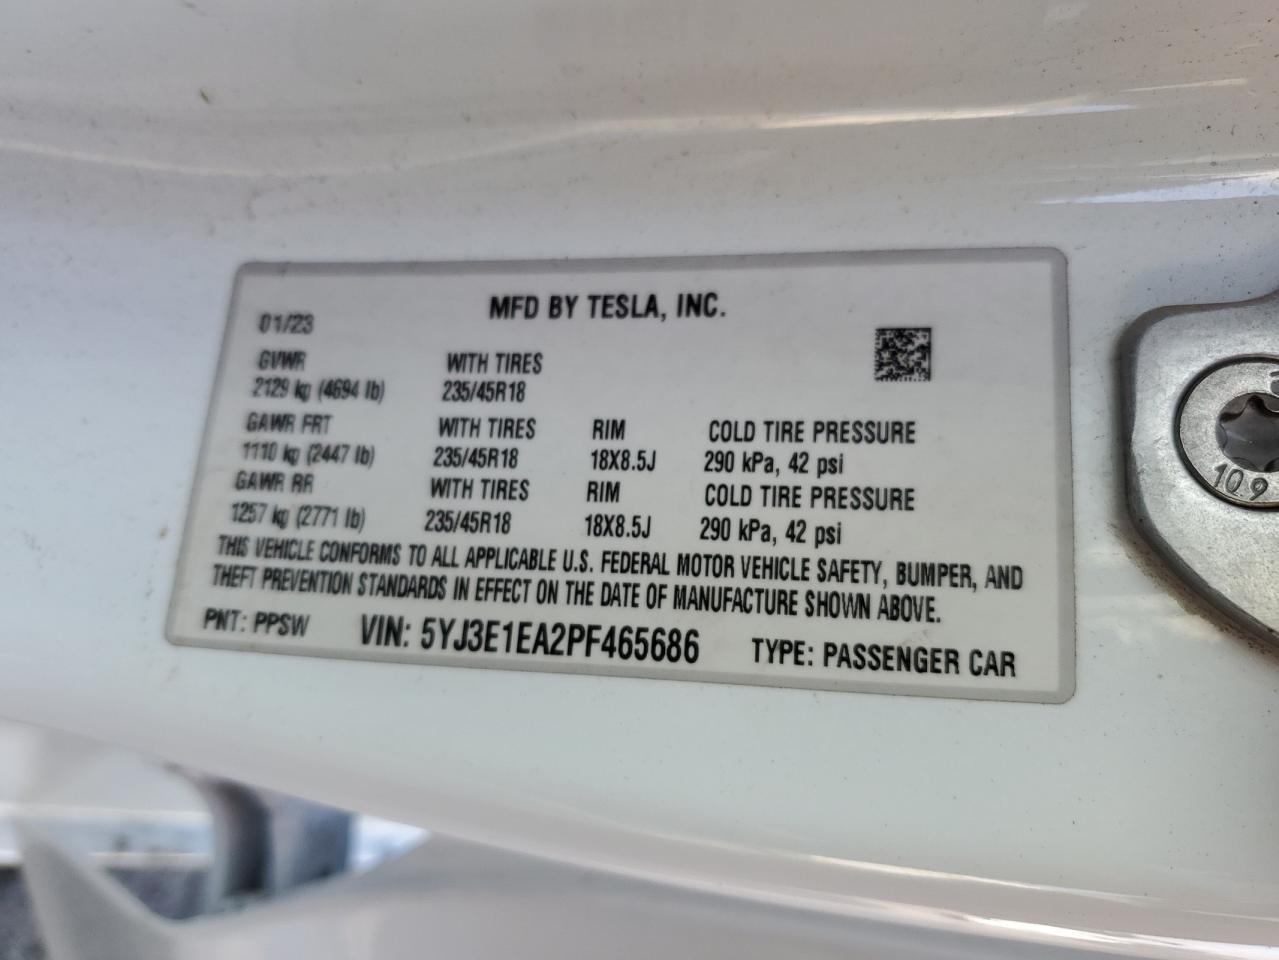 MFD BY TESLA, INC.
01/23
GVWR WITH TIRES
2129 kg (4694 lb) 235/45R18
GAWR FRT WITH TIRES RIM COLD TIRE PRESSURE
1110 kg (2447 lb) 235/45R18 18X8.5J 290 kPa, 42 psi
GAWR RR WITH TIRES RIM COLD TIRE PRESSURE
1257 kg (2771 lb) 235/45R18 18X8.5J 290 kPa, 42 psi
THIS VEHICLE CONFORMS TO ALL APPLICABLE U.S. FEDERAL MOTOR VEHICLE SAFETY, BUMPER, AND
THEFT PREVENTION STANDARDS IN EFFECT ON THE DATE OF MANUFACTURE SHOWN ABOVE.
PNT: PPSW VIN: 5YJ3E1EA2PF465686 TYPE: PASSENGER CAR
10.9